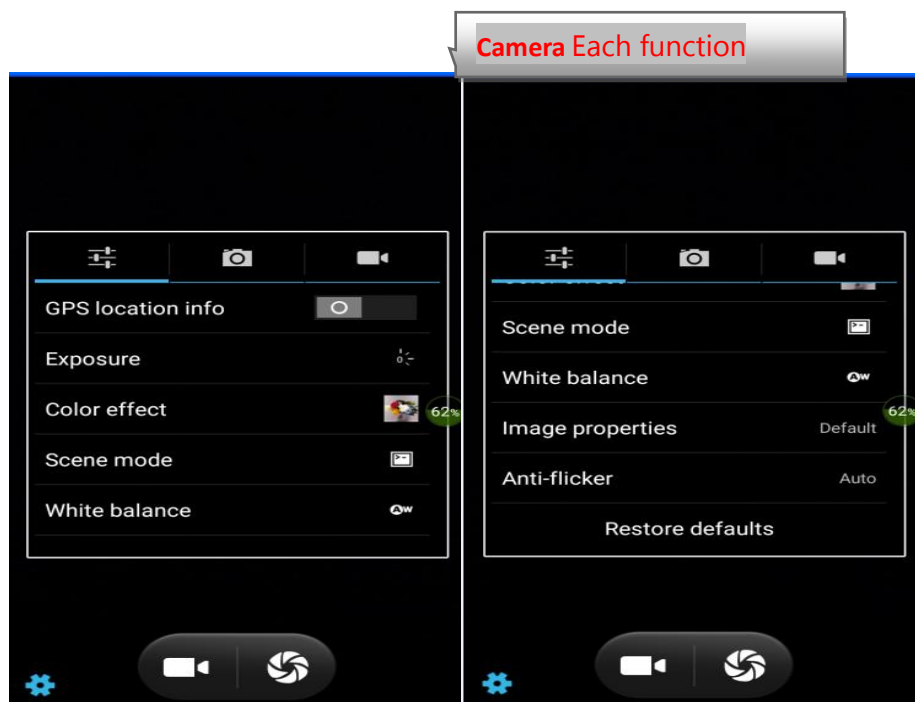 Camera Each function
GPS location info
Exposure
Color effect
62%
Scene mode
White balance
Scene mode
White balance
62%
Image properties Default
Anti-flicker Auto
Restore defaults